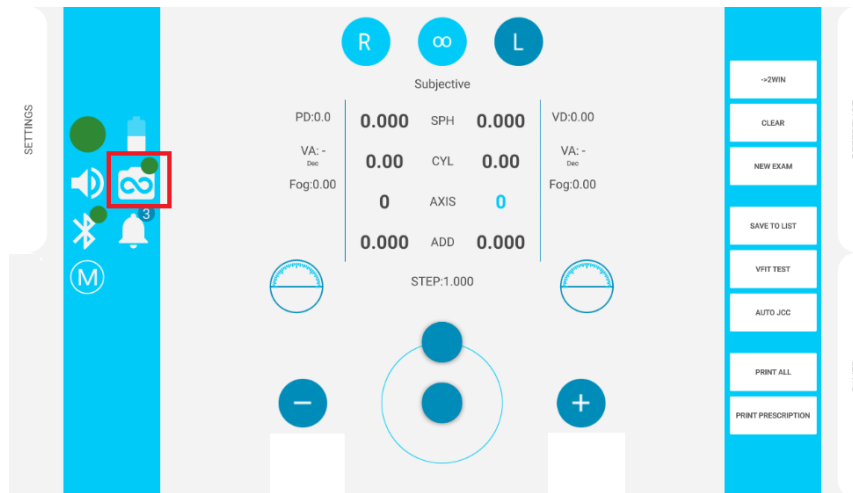 SETTINGS
3
M
R ∞ L
Subjective
PD:0.0 0.000 SPH 0.000 VD:0.00
VA: - 0.00 CYL 0.00 VA: -
Dec Dec
Fog:0.00 Fog:0.00
0 AXIS 0
0.000 ADD 0.000
STEP:1.000
− +
->2WIN
CLEAR
NEW EXAM
SAVE TO LIST
VFIT TEST
AUTO JCC
PRINT ALL
PRINT PRESCRIPTION